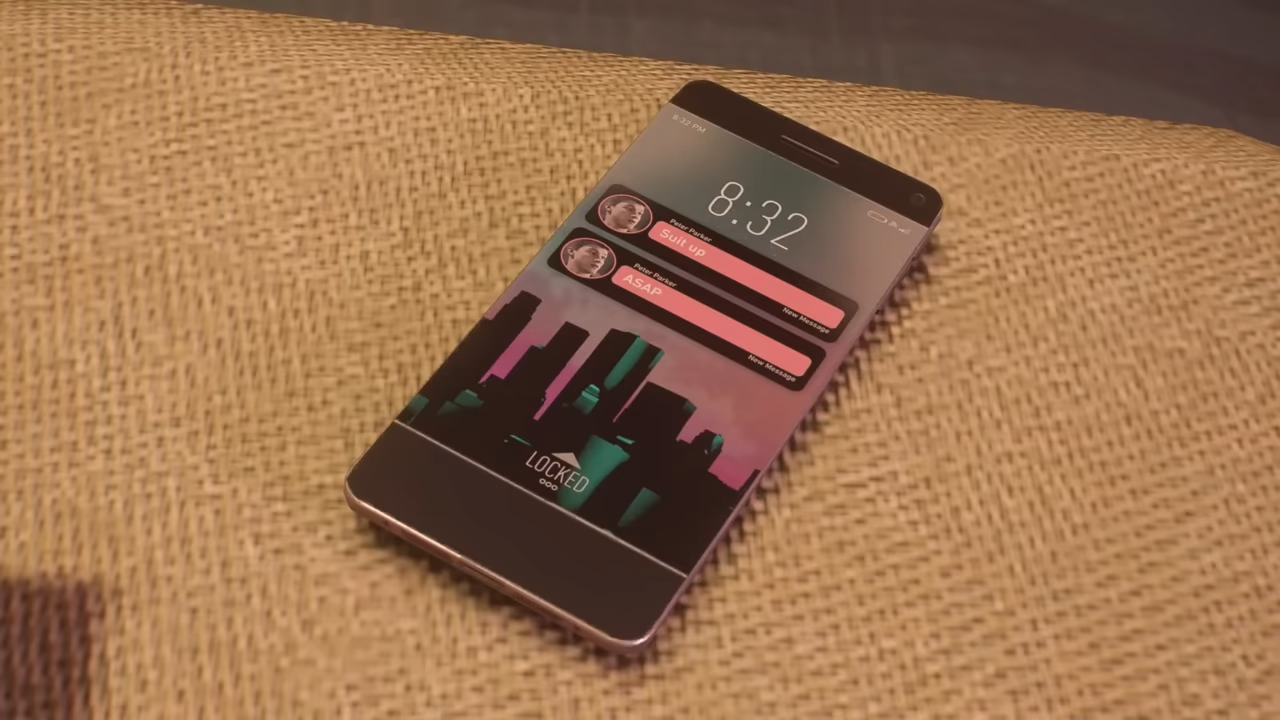 8:32 PM
8:32
Peter Parker
Suit up
New Message
Peter Parker
ASAP
New Message
LOCKED